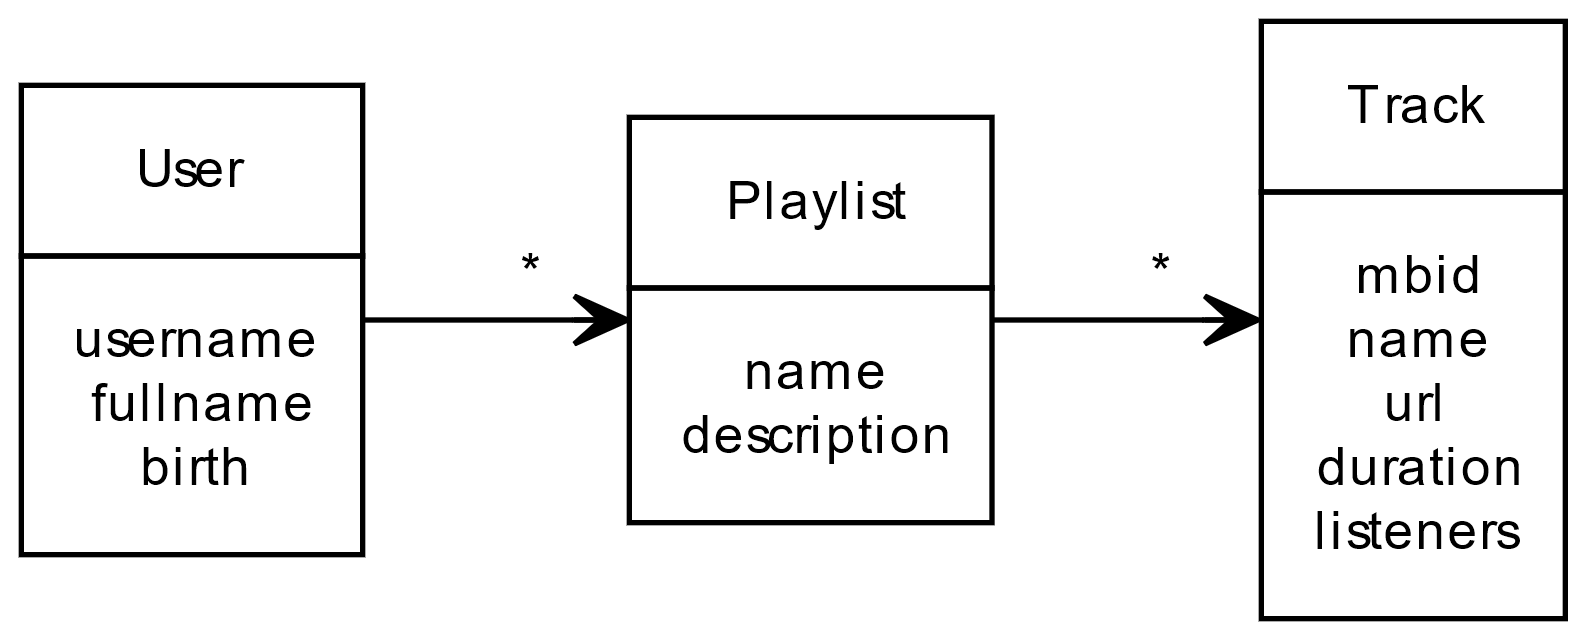 User
username
fullname
birth
*
Playlist
name
description
*
Track
mbid
name
url
duration
listeners